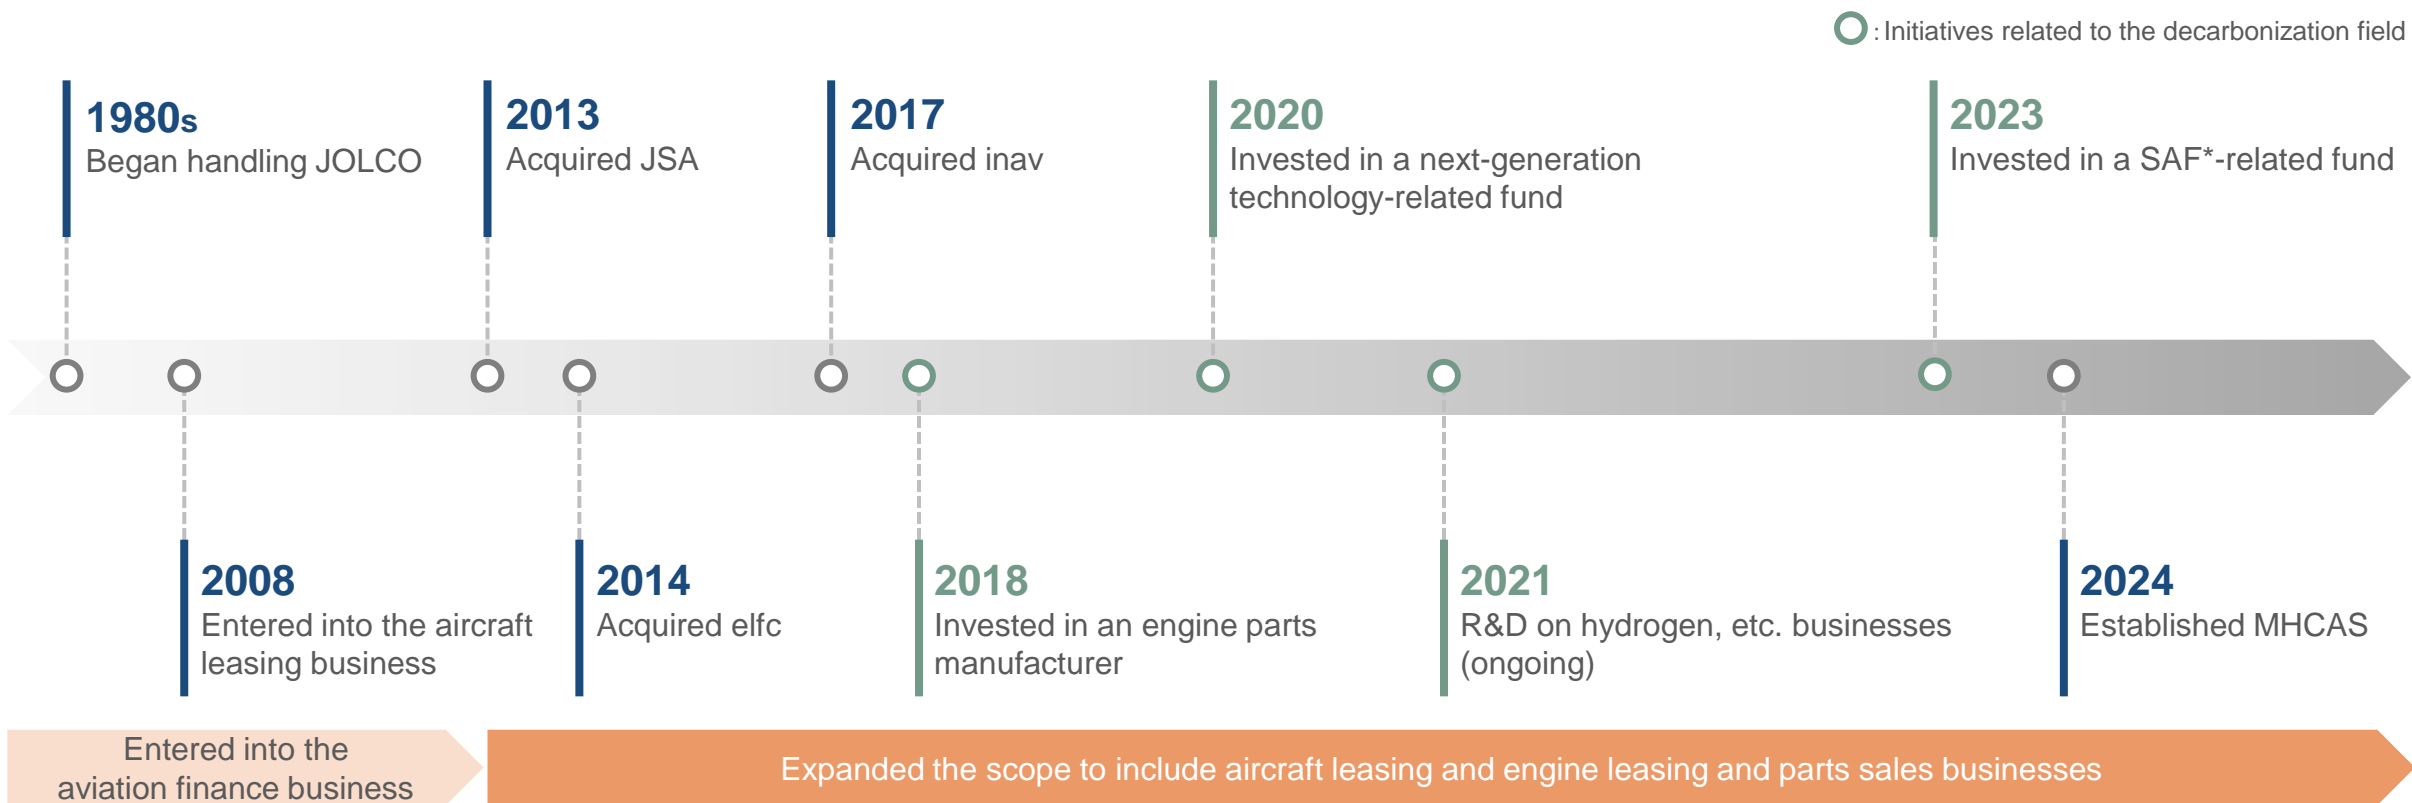 : Initiatives related to the decarbonization field
1980s
Began handling JOLCO
2013
Acquired JSA
2017
Acquired inav
2020
Invested in a next-generation
technology-related fund
2023
Invested in a SAF*-related fund
2008
Entered into the aircraft
leasing business
2014
Acquired elfc
2018
Invested in an engine parts
manufacturer
2021
R&D on hydrogen, etc. businesses
(ongoing)
2024
Established MHCAS
Entered into the
aviation finance business
Expanded the scope to include aircraft leasing and engine leasing and parts sales businesses